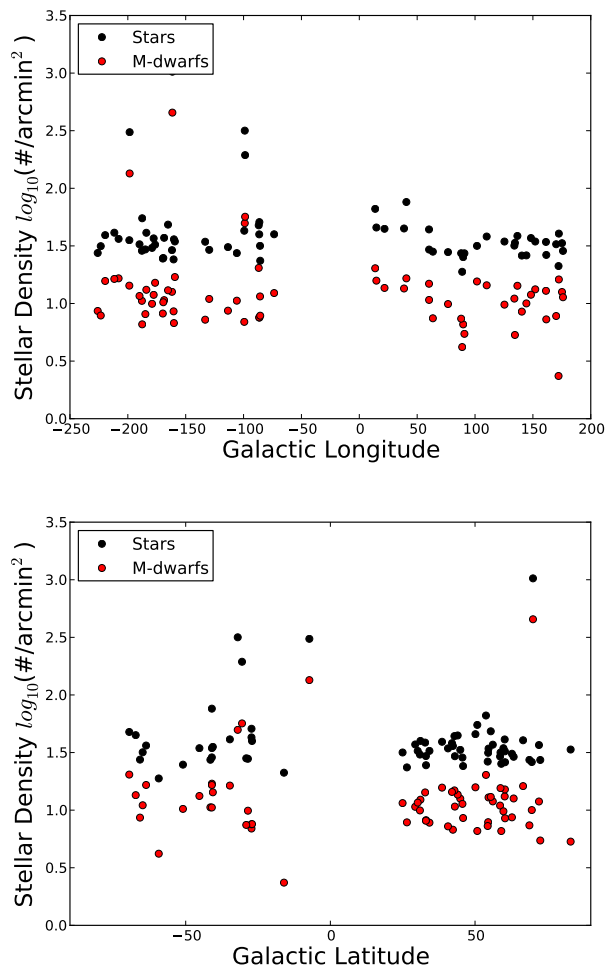 3.5
3.0
2.5
2.0
1.5
1.0
0.5
0.0
Stellar Density log₁₀(#/arcmin² )
Stars
M-dwarfs
−250 −200 −150 −100 −50 0 50 100 150 200
Galactic Longitude
3.5
3.0
2.5
2.0
1.5
1.0
0.5
0.0
Stellar Density log₁₀(#/arcmin² )
Stars
M-dwarfs
−50 0 50
Galactic Latitude